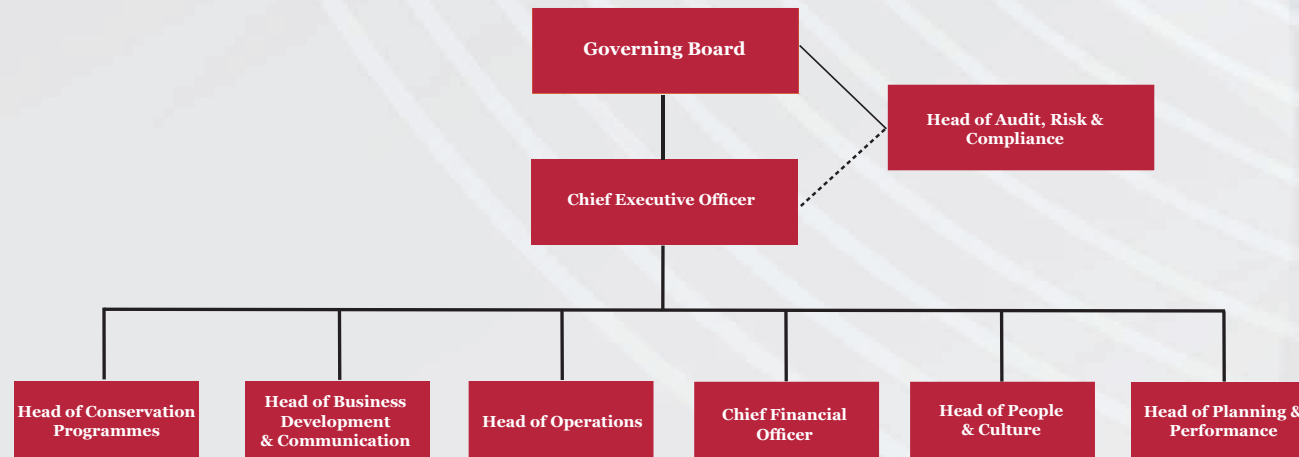 Governing Board
Head of Audit, Risk &
Compliance
Chief Executive Officer
Head of Conservation
Programmes
Head of Business
Development
& Communication
Head of Operations
Chief Financial
Officer
Head of People
& Culture
Head of Planning &
Performance